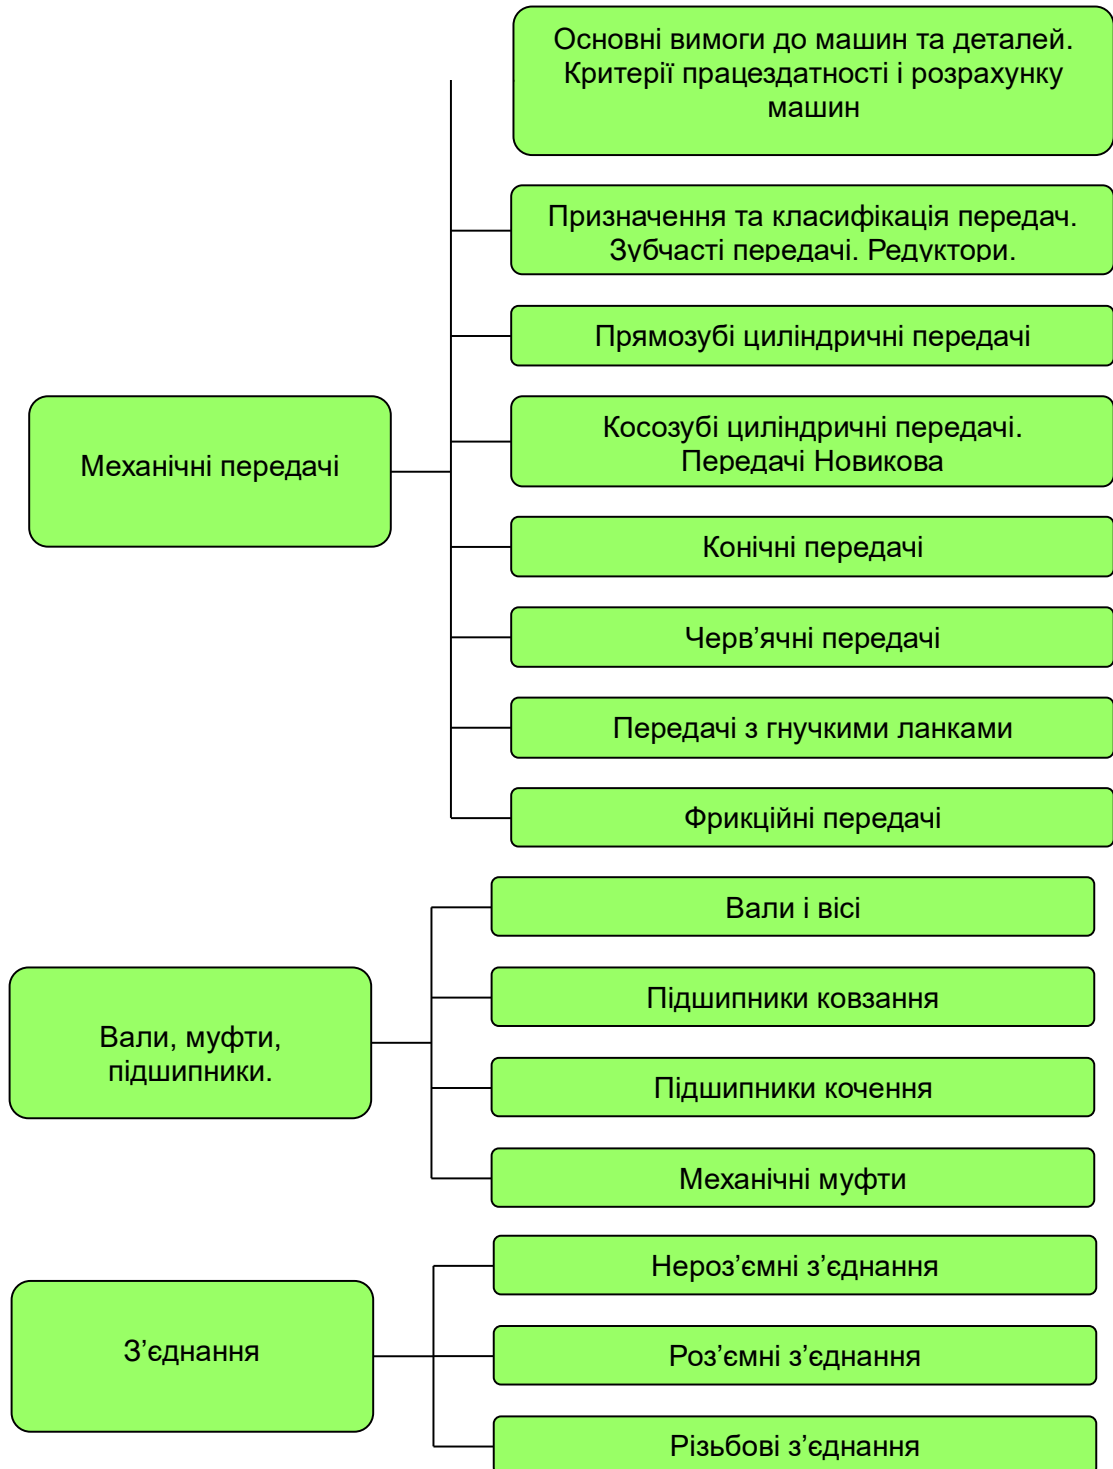 Основні вимоги до машин та деталей.
Критерії працездатності і розрахунку
машин
Призначення та класифікація передач.
Зубчасті передачі. Редуктори.
Прямозубі циліндричні передачі
Механічні передачі
Косозубі циліндричні передачі.
Передачі Новикова
Конічні передачі
Черв’ячні передачі
Передачі з гнучкими ланками
Фрикційні передачі
Вали, муфти,
підшипники.
Вали і вісі
Підшипники ковзання
Підшипники кочення
Механічні муфти
З’єднання
Нероз’ємні з’єднання
Роз’ємні з’єднання
Різьбові з’єднання